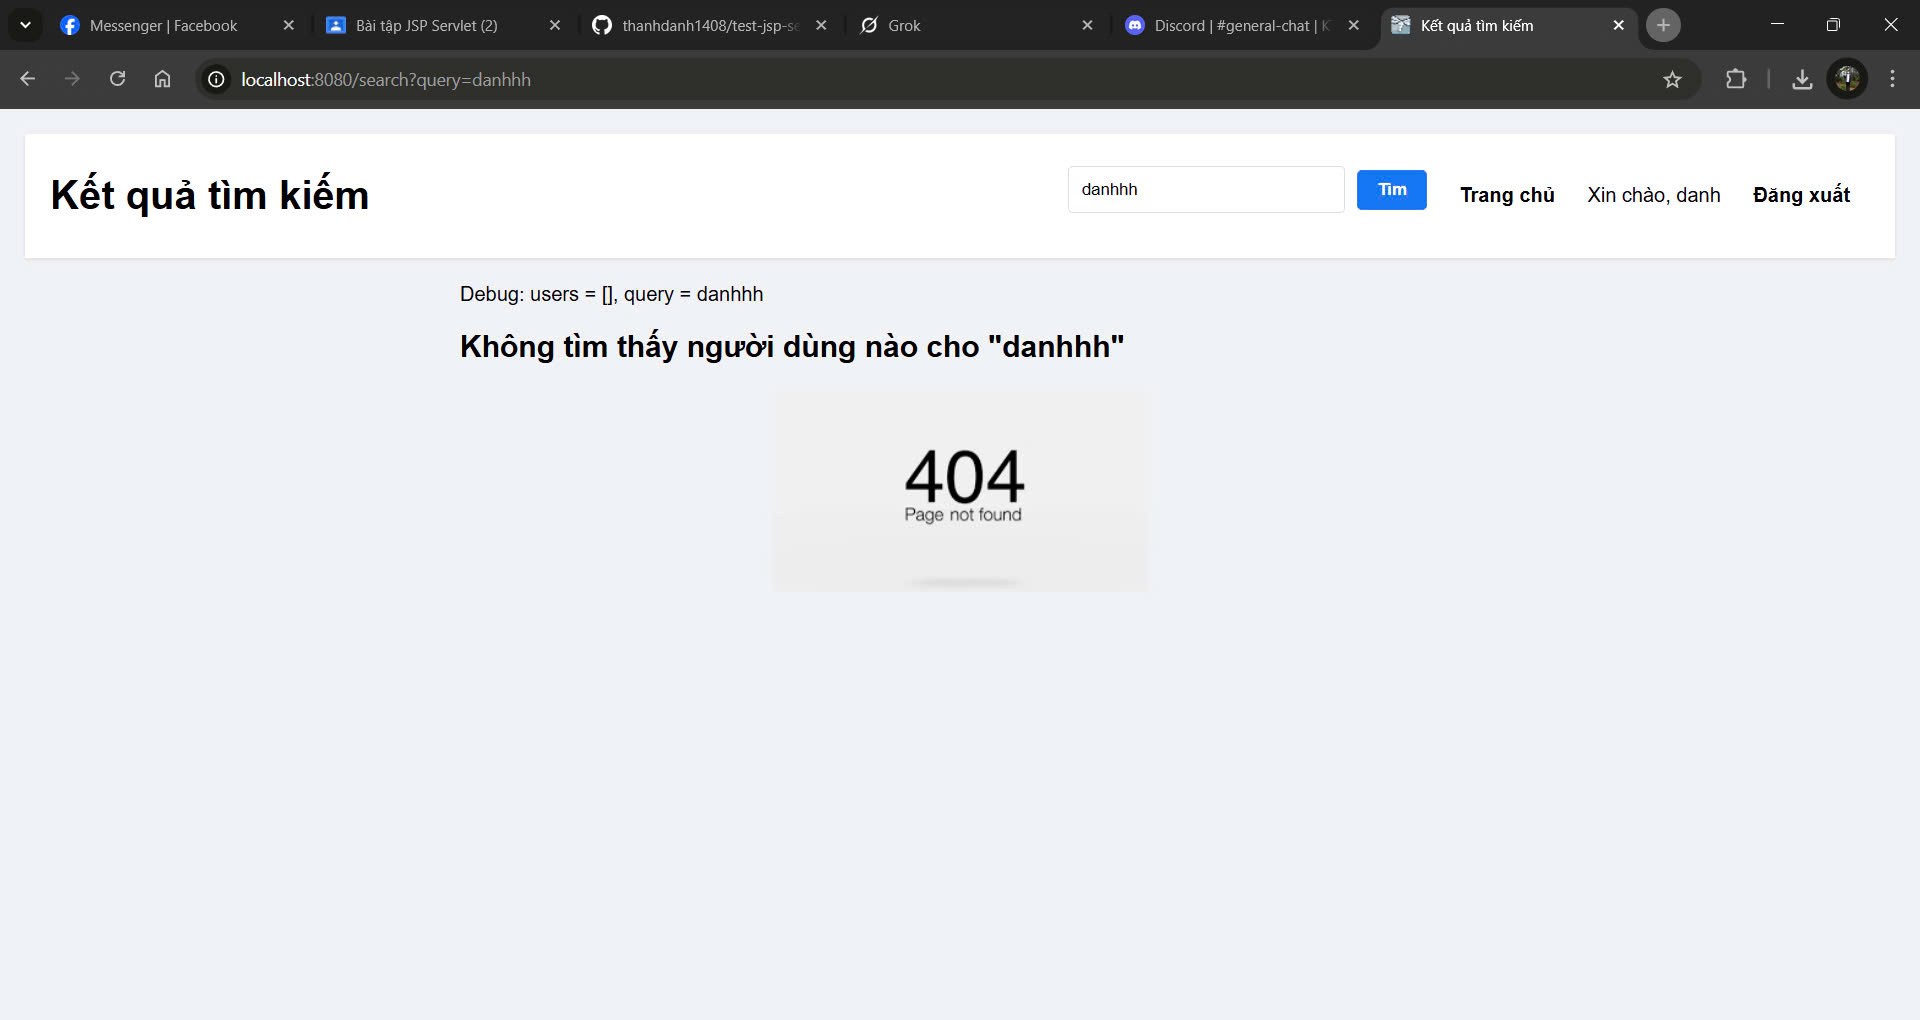 Messenger | Facebook
Bài tập JSP Servlet (2)
thanhdanh1408/test-jsp-se
Grok
Discord | #general-chat | K
Kết quả tìm kiếm
localhost:8080/search?query=danhhh
Kết quả tìm kiếm
danhhh
Tìm
Trang chủ
Xin chào, danh
Đăng xuất
Debug: users = [], query = danhhh
Không tìm thấy người dùng nào cho "danhhh"
404
Page not found